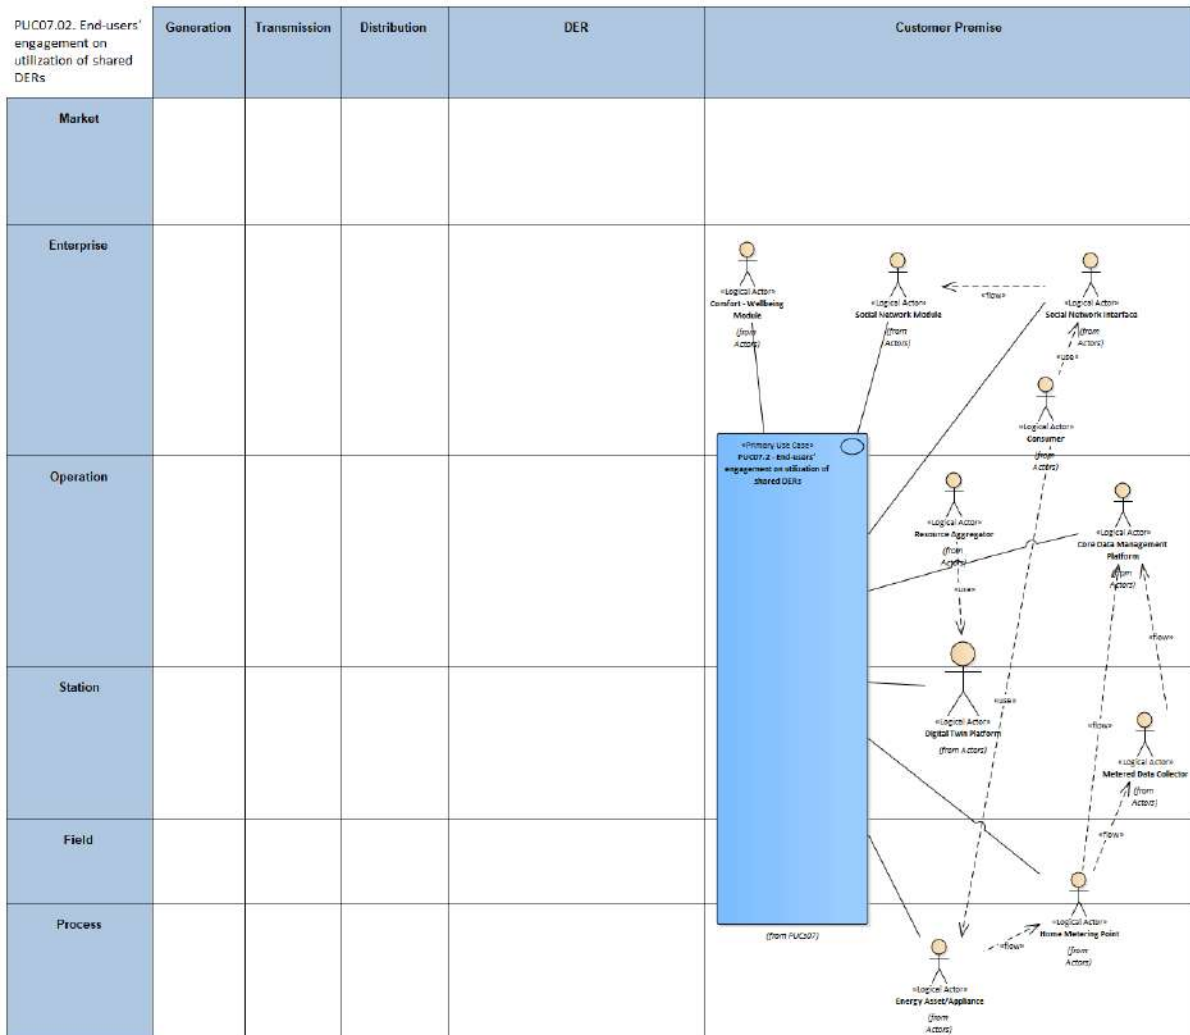 PUC07.02. End-users'
engagement on
utilization of shared
DERs
Generation
Transmission
Distribution
DER
Customer Premise
Market
Enterprise
«Logical Actor»
Comfort - Wellbeing
Module
(from
Actors)
«Logical Actor»
Social Network Module
(from
Actors)
«flow»
«Logical Actor»
Social Network Interface
(from
Actors)
«use»
«Logical Actor»
Consumer
(from
Actors)
«Primary Use Case»
PUC07.2 - End-users'
engagement on utilization of
shared DERs
Operation
«Logical Actor»
Resource Aggregator
(from
Actors)
«use»
«Logical Actor»
Core Data Management
Platform
(from
Actors)
«flow»
Station
«Logical Actor»
Digital Twin Platform
(from Actors)
«use»
«flow»
«Logical Actor»
Metered Data Collector
(from
Actors)
«flow»
Field
Process
(from PUCs07)
«Logical Actor»
Home Metering Point
(from
Actors)
«flow»
«Logical Actor»
Energy Asset/Appliance
(from
Actors)